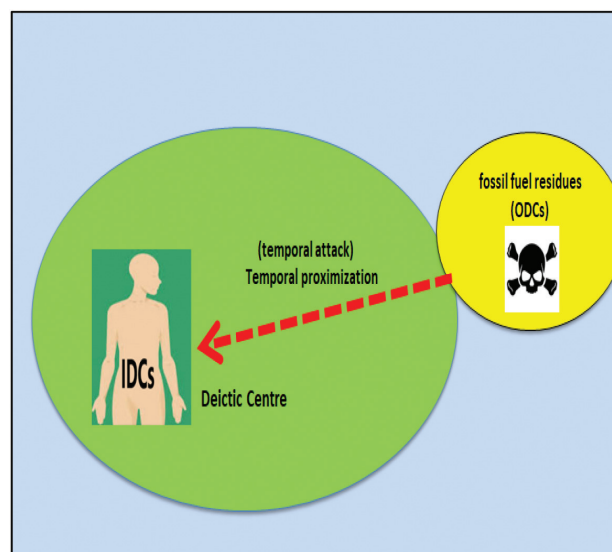 fossil fuel residues
(ODCs)
(temporal attack)
Temporal proximization
IDCs
Deictic Centre